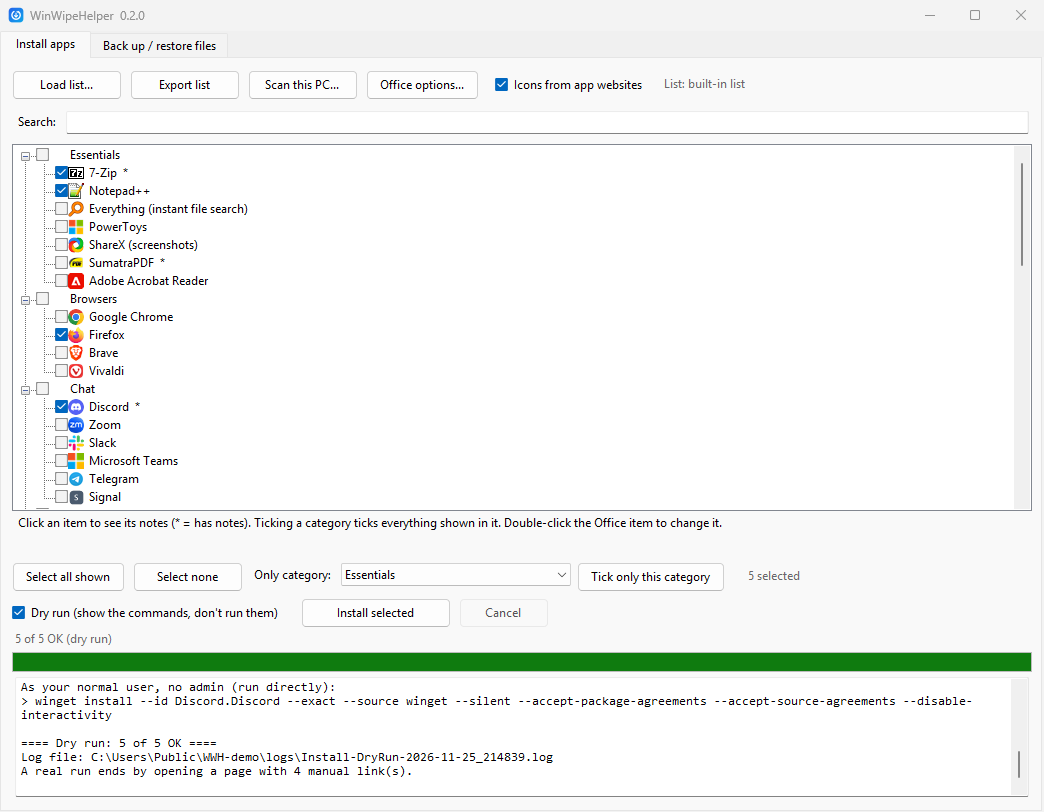 WinWipeHelper 0.2.0
Install apps
Back up / restore files
Load list...
Export list
Scan this PC...
Office options...
Icons from app websites
List: built-in list
Search:
Essentials
7-Zip *
Notepad++
Everything (instant file search)
PowerToys
ShareX (screenshots)
SumatraPDF *
Adobe Acrobat Reader
Browsers
Google Chrome
Firefox
Brave
Vivaldi
Chat
Discord *
Zoom
Slack
Microsoft Teams
Telegram
Signal
Click an item to see its notes (* = has notes). Ticking a category ticks everything shown in it. Double-click the Office item to change it.
Select all shown
Select none
Only category:
Essentials
Tick only this category
5 selected
Dry run (show the commands, don't run them)
Install selected
Cancel
5 of 5 OK (dry run)
As your normal user, no admin (run directly):
> winget install --id Discord.Discord --exact --source winget --silent --accept-package-agreements --accept-source-agreements --disable-
interactivity
==== Dry run: 5 of 5 OK ====
Log file: C:\Users\Public\WWH-demo\logs\Install-DryRun-2026-11-25_214839.log
A real run ends by opening a page with 4 manual link(s).